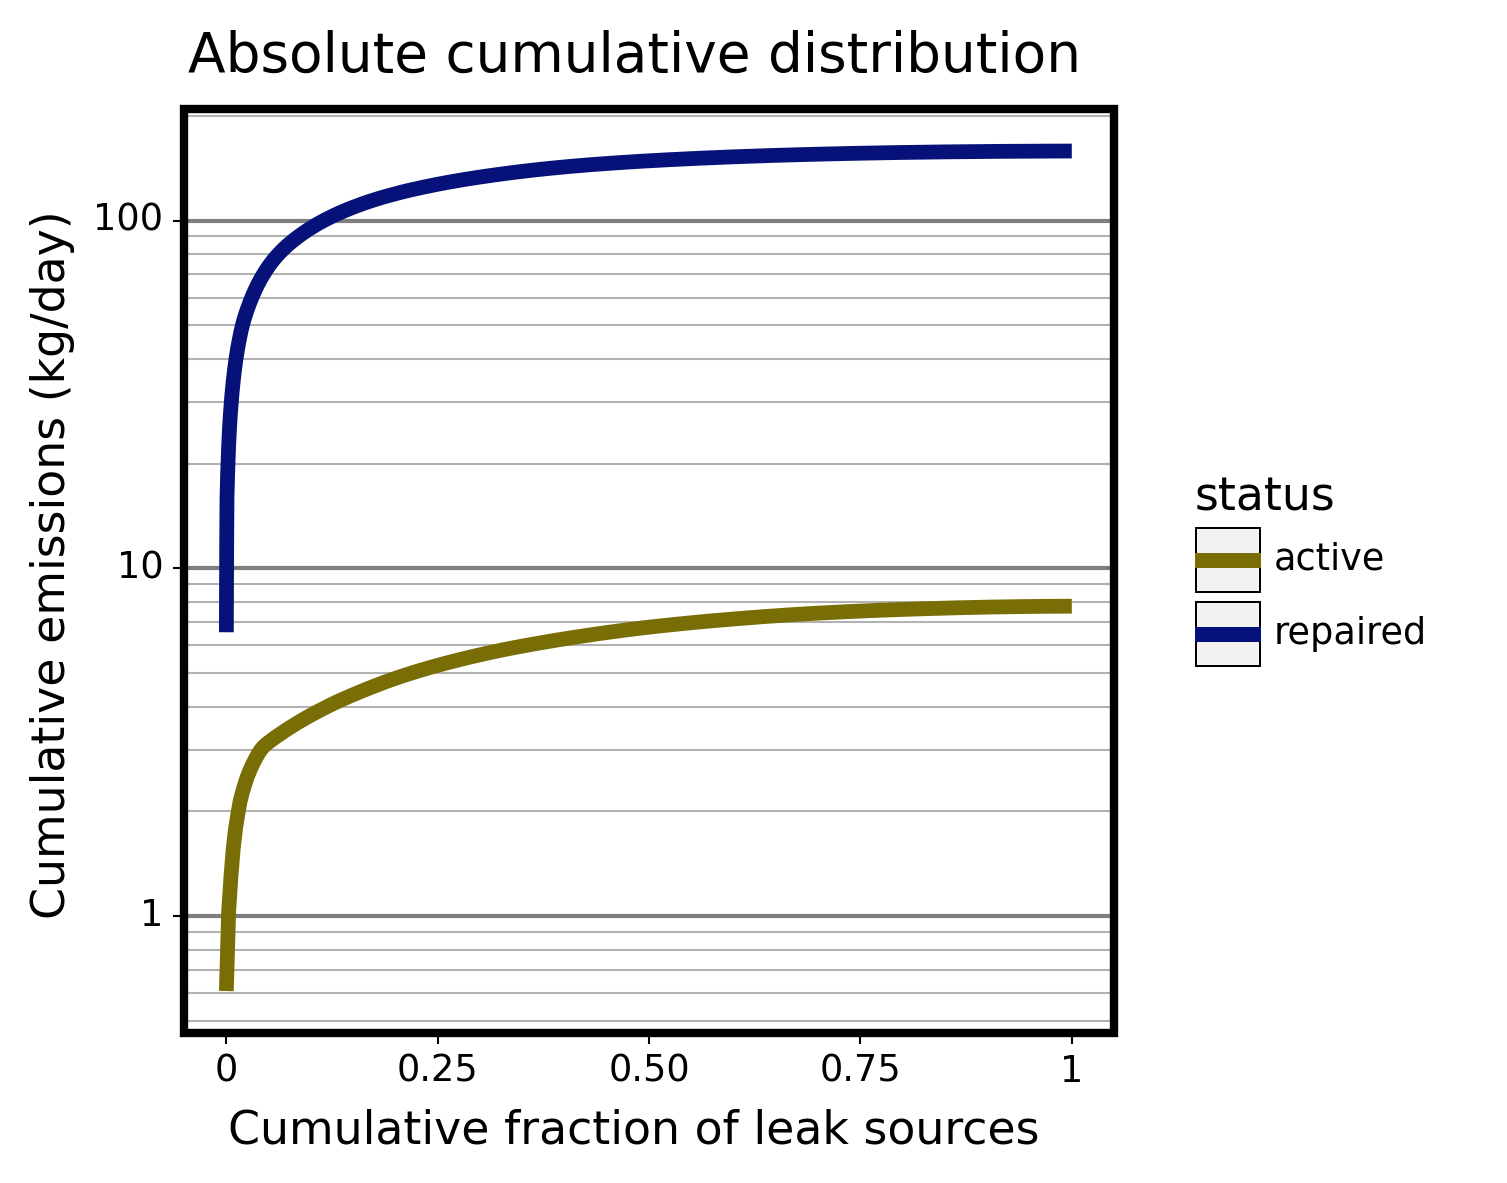 Absolute cumulative distribution
Cumulative emissions (kg/day)
100
10
1
0 0.25 0.50 0.75 1
Cumulative fraction of leak sources
status
active
repaired